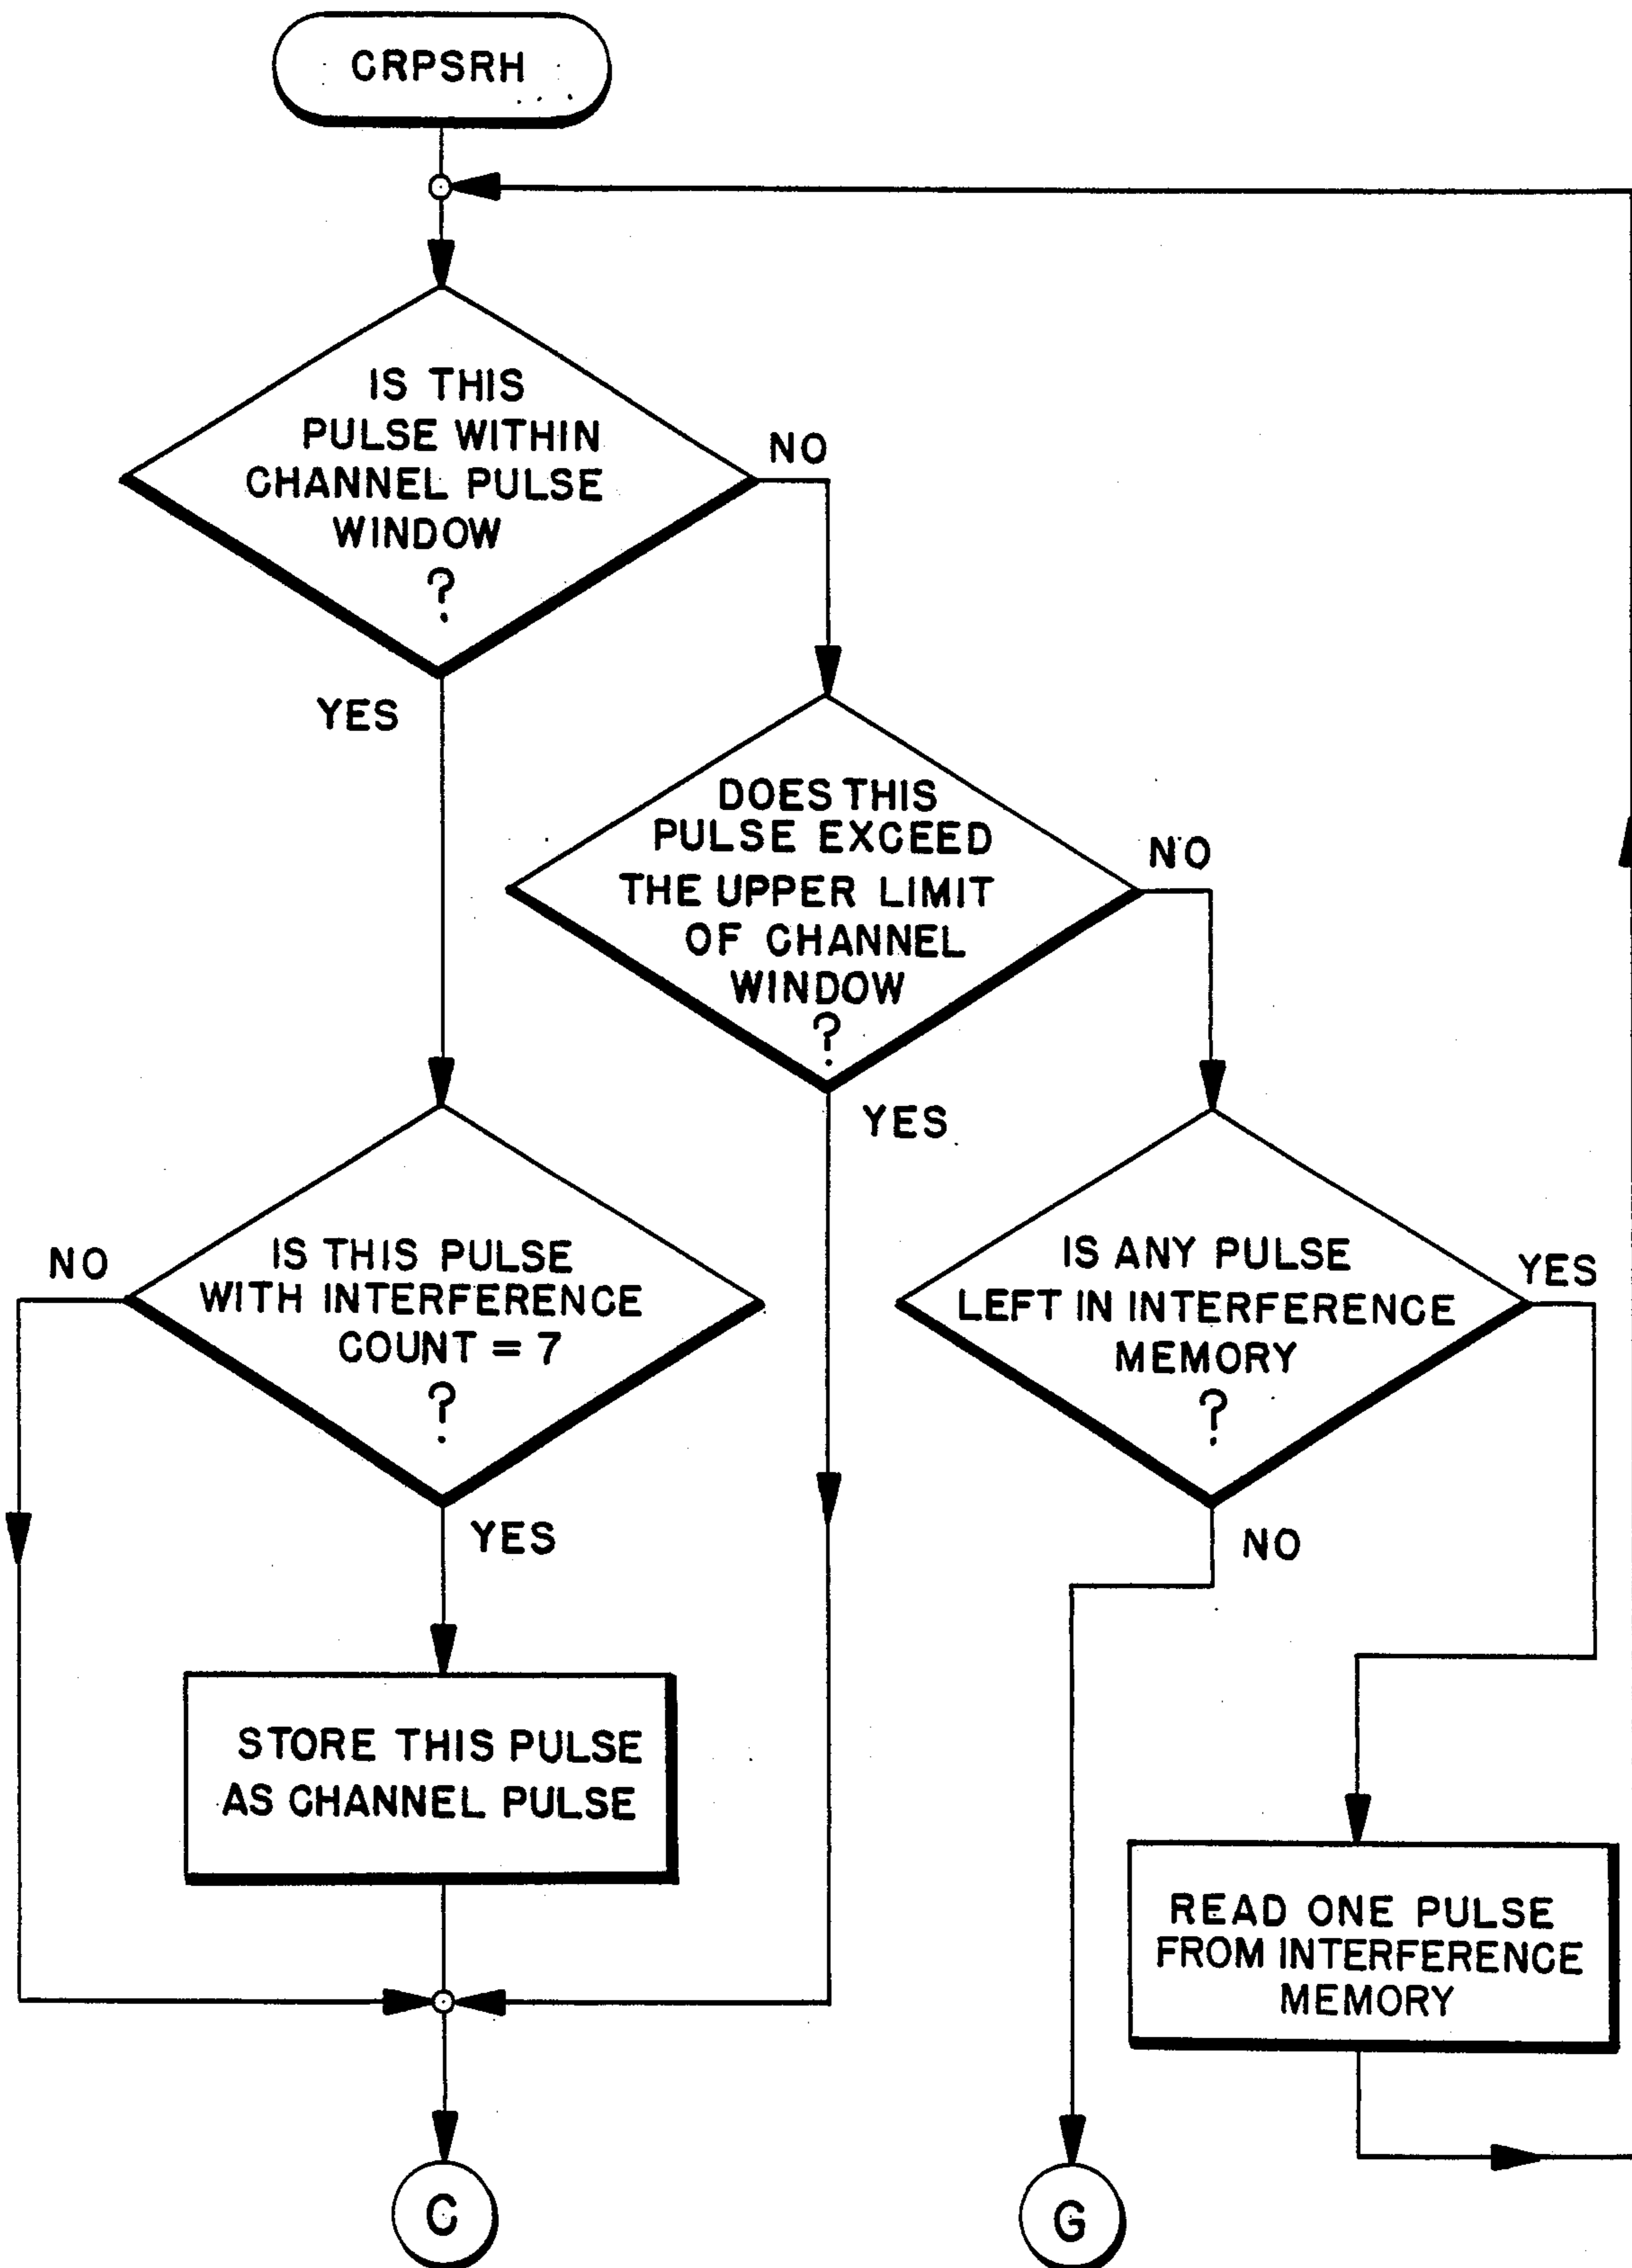 CRPSRH
IS THIS
PULSE WITHIN
CHANNEL PULSE
WINDOW
?
NO
YES
DOES THIS
PULSE EXCEED
THE UPPER LIMIT
OF CHANNEL
WINDOW
?
NO
YES
IS THIS PULSE
WITH INTERFERENCE
COUNT = 7
?
NO
YES
IS ANY PULSE
LEFT IN INTERFERENCE
MEMORY
?
YES
NO
STORE THIS PULSE
AS CHANNEL PULSE
READ ONE PULSE
FROM INTERFERENCE
MEMORY
C
G